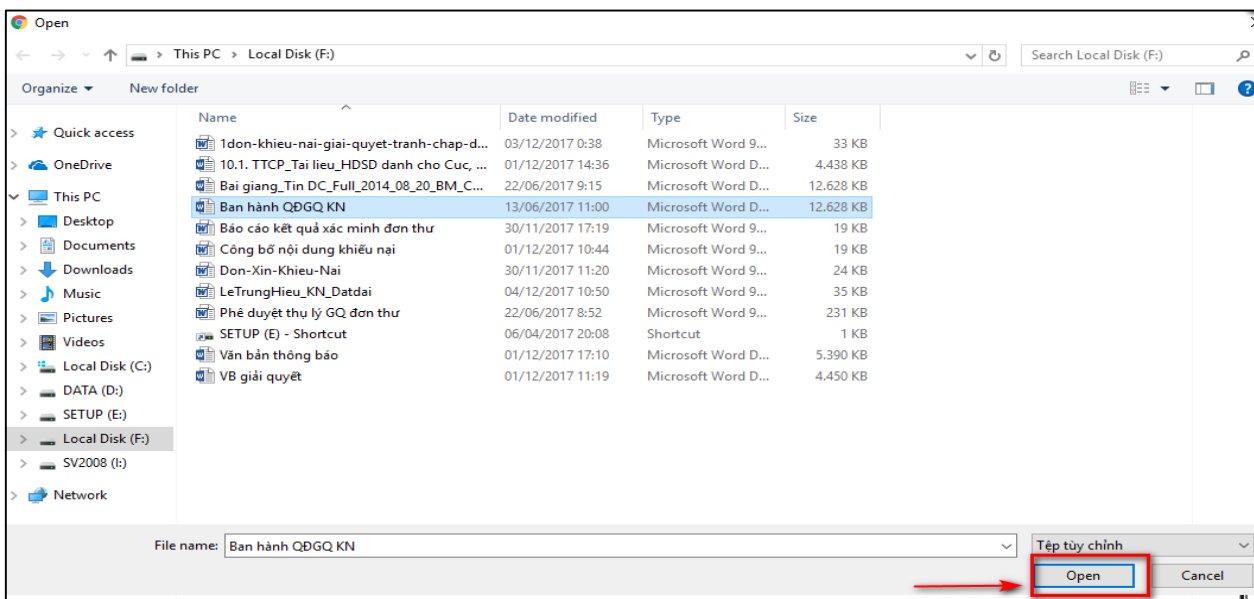 Open
This PC > Local Disk (F:) Search Local Disk (F:)
Organize New folder
Name Date modified Type Size
Quick access
OneDrive
This PC
Desktop
Documents
Downloads
Music
Pictures
Videos
Local Disk (C:)
DATA (D:)
SETUP (E:)
Local Disk (F:)
SV2008 (I:)
Network
1don-khieu-nai-giai-quyet-tranh-chap-d... 03/12/2017 0:38 Microsoft Word 9... 33 KB
10.1. TTCP_Tai lieu_HDSD danh cho Cuc, ... 01/12/2017 14:36 Microsoft Word D... 4.438 KB
Bai giang_Tin DC_Full_2014_08_20_BM_C... 22/06/2017 9:15 Microsoft Word D... 12.628 KB
Ban hành QĐGQ KN 13/06/2017 11:00 Microsoft Word D... 12.628 KB
Báo cáo kết quả xác minh đơn thư 30/11/2017 17:19 Microsoft Word 9... 19 KB
Công bố nội dung khiếu nại 01/12/2017 10:44 Microsoft Word 9... 19 KB
Don-Xin-Khieu-Nai 30/11/2017 11:20 Microsoft Word 9... 24 KB
LeTrungHieu_KN_Datdai 04/12/2017 10:50 Microsoft Word 9... 35 KB
Phê duyệt thụ lý GQ đơn thư 22/06/2017 8:52 Microsoft Word 9... 231 KB
SETUP (E) - Shortcut 06/04/2017 20:08 Shortcut 1 KB
Văn bản thông báo 01/12/2017 17:10 Microsoft Word D... 5.390 KB
VB giải quyết 01/12/2017 11:19 Microsoft Word D... 4.450 KB
File name: Ban hành QĐGQ KN Tệp tùy chỉnh
Open Cancel